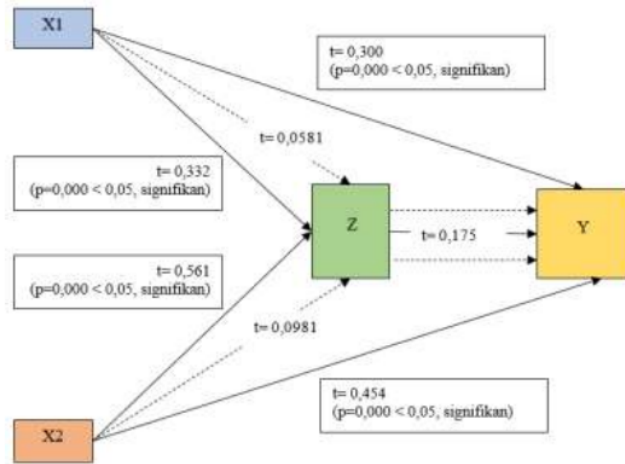 X1
t= 0,300
(p=0,000 < 0,05, signifikan)
t= 0,0581
t= 0,332
(p=0,000 < 0,05, signifikan)
Z
t= 0,175
Y
t= 0,561
(p=0,000 < 0,05, signifikan)
t= 0,0981
t= 0,454
(p=0,000 < 0,05, signifikan)
X2